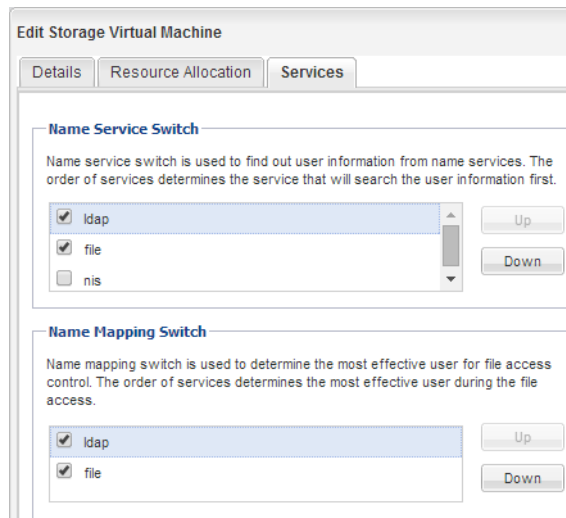 Edit Storage Virtual Machine
Details
Resource Allocation
Services
Name Service Switch
Name service switch is used to find out user information from name services. The
order of services determines the service that will search the user information first.
ldap
file
nis
Up
Down
Name Mapping Switch
Name mapping switch is used to determine the most effective user for file access
control. The order of services determines the most effective user during the file
access.
ldap
file
Up
Down